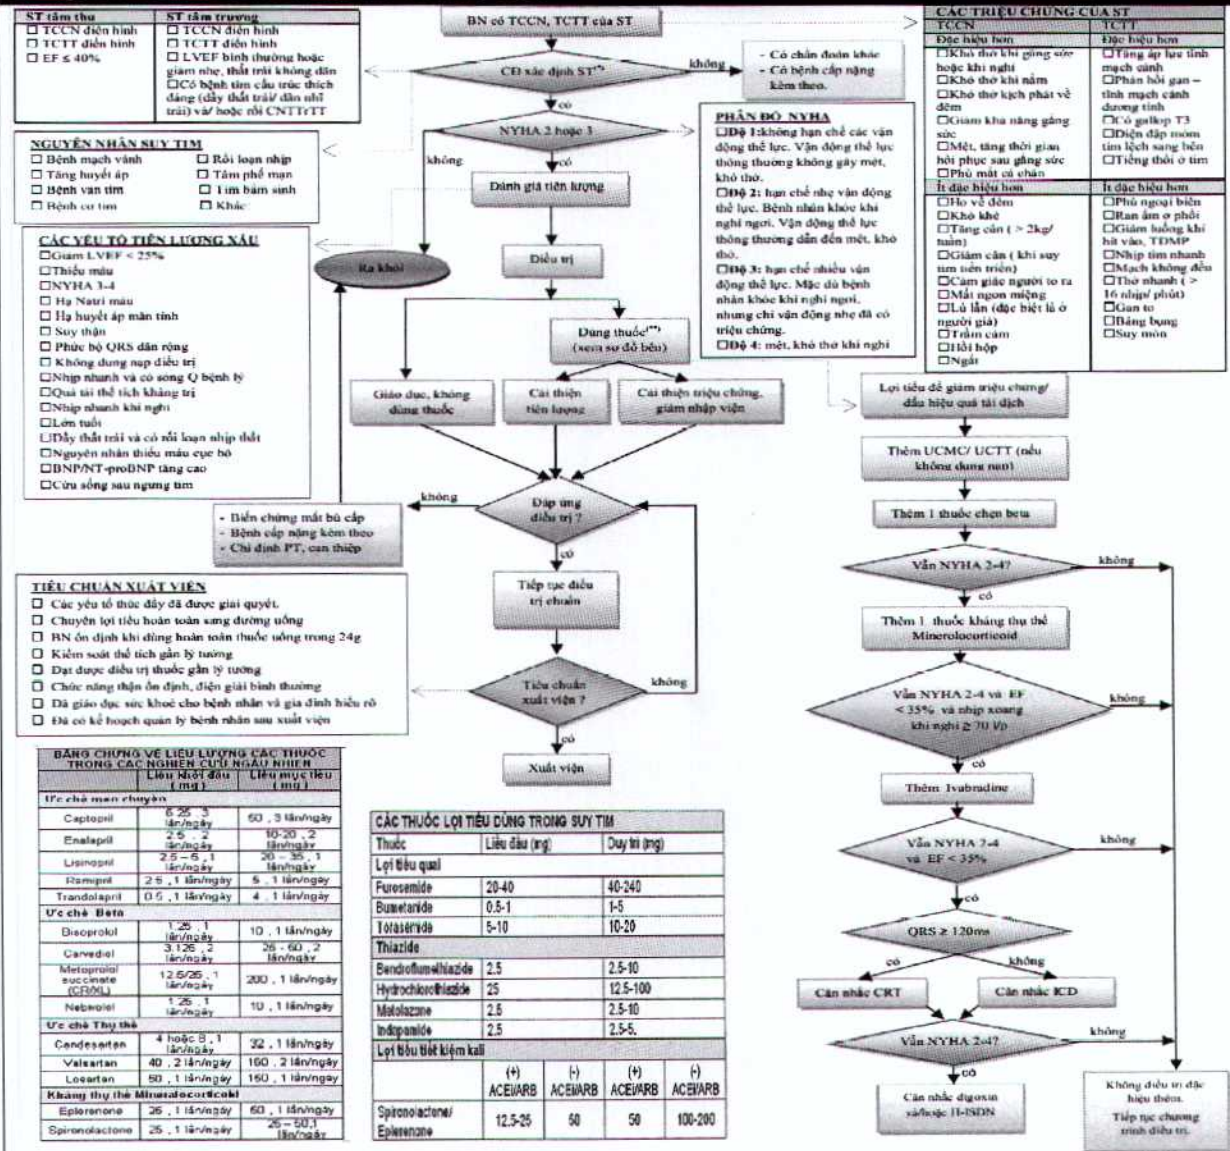 ST tâm thu
☐ TCCN điển hình
☐ TCTT điển hình
☐ EF ≤ 40%
ST tâm trương
☐ TCCN điển hình
☐ TCTT điển hình
☐ LVEF bình thường hoặc
giảm nhẹ, thất trái không dãn
☐Có bệnh tim cấu trúc thích
đáng (dầy thất trái/ dãn nhĩ
trái) và/ hoặc rối CNTTrTT
BN có TCCN, TCTT của ST
CĐ xác định ST(*)
không
- Có chẩn đoán khác
- Có bệnh cấp nặng
kèm theo.
có
NYHA 2 hoặc 3
không
có
Đánh giá tiên lượng
Điều trị
Ra khỏi
Dùng thuốc(**)
(xem sơ đồ bên)
Giáo dục, không
dùng thuốc
Cải thiện
tiên lượng
Cải thiện triệu chứng,
giảm nhập viện
Đáp ứng
điều trị ?
không
- Biến chứng mất bù cấp
- Bệnh cấp nặng kèm theo
- Chỉ định PT, can thiệp
có
Tiếp tục điều
trị chuẩn
Tiêu chuẩn
xuất viện ?
không
có
Xuất viện
NGUYÊN NHÂN SUY TIM
☐ Bệnh mạch vành
☐ Tăng huyết áp
☐ Bệnh van tim
☐ Bệnh cơ tim
☐ Rối loạn nhịp
☐ Tâm phế mạn
☐ Tim bẩm sinh
☐ Khác
CÁC YẾU TỐ TIÊN LƯỢNG XẤU
☐Giảm LVEF < 25%
☐Thiếu máu
☐NYHA 3-4
☐ Hạ Natri máu
☐ Hạ huyết áp mãn tính
☐ Suy thận
☐ Phức bộ QRS dãn rộng
☐ Không dung nạp điều trị
☐Nhịp nhanh và có sóng Q bệnh lý
☐Quá tải thể tích kháng trị
☐Nhịp nhanh khi nghỉ
☐Lớn tuổi
☐Dầy thất trái và có rối loạn nhịp thất
☐Nguyên nhân thiếu máu cục bộ
☐BNP/NT-proBNP tăng cao
☐Cứu sống sau ngưng tim
TIÊU CHUẨN XUẤT VIỆN
☐ Các yếu tố thúc đẩy đã được giải quyết.
☐ Chuyển lợi tiểu hoàn toàn sang đường uống
☐ BN ổn định khi dùng hoàn toàn thuốc uống trong 24g
☐ Kiểm soát thể tích gần lý tưởng
☐ Đạt được điều trị thuốc gần lý tưởng
☐ Chức năng thận ổn định, điện giải bình thường
☐ Đã giáo dục sức khoẻ cho bệnh nhân và gia đình hiểu rõ
☐ Đã có kế hoạch quản lý bệnh nhân sau xuất viện
PHÂN ĐỘ NYHA
☐Độ 1:không hạn chế các vận
động thể lực. Vận động thể lực
thông thường không gây mệt,
khó thở.
☐Độ 2: hạn chế nhẹ vận động
thể lực. Bệnh nhân khỏe khi
nghỉ ngơi. Vận động thể lực
thông thường dẫn đến mệt, khó
thở.
☐Độ 3: hạn chế nhiều vận
động thể lực. Mặc dù bệnh
nhân khỏe khi nghỉ ngơi,
nhưng chỉ vận động nhẹ đã có
triệu chứng.
☐Độ 4: mệt, khó thở khi nghỉ
CÁC TRIỆU CHỨNG CỦA ST
TCCN
TCTT
Đặc hiệu hơn
☐Khó thở khi gắng sức
hoặc khi nghỉ
☐Khó thở khi nằm
☐Khó thở kịch phát về
đêm
☐Giảm khả năng gắng
sức
☐Mệt, tăng thời gian
hồi phục sau gắng sức
☐Phù mắt cá chân
Đặc hiệu hơn
☐Tăng áp lực tĩnh
mạch cảnh
☐Phản hồi gan –
tĩnh mạch cảnh
dương tính
☐Có gallop T3
☐Diện đập mỏm
tim lệch sang bên
☐Tiếng thổi ở tim
Ít đặc hiệu hơn
☐Ho về đêm
☐Khò khè
☐Tăng cân ( > 2kg/
tuần)
☐Giảm cân ( khi suy
tim tiến triển)
☐Cảm giác người to ra
☐Mất ngon miệng
☐Lú lẫn (đặc biệt là ở
người già)
☐Trầm cảm
☐Hồi hộp
☐Ngất
Ít đặc hiệu hơn
☐Phù ngoại biên
☐Ran ẩm ở phổi
☐Giảm luồng khí
hít vào, TDMP
☐Nhịp tim nhanh
☐Mạch không đều
☐Thở nhanh ( >
16 nhịp/ phút)
☐Gan to
☐Báng bụng
☐Suy mòn
Lợi tiểu để giảm triệu chứng/
dấu hiệu quá tải dịch
Thêm UCMC/ UCTT (nếu
không dung nạp)
Thêm 1 thuốc chẹn beta
Vẫn NYHA 2-4?
không
có
Thêm 1 thuốc kháng thụ thể
Minerolocorticoid
Vẫn NYHA 2-4 và EF
< 35% và nhịp xoang
khi nghỉ ≥ 70 l/p
không
có
Thêm Ivabradine
Vẫn NYHA 2-4
và EF < 35%
không
có
QRS ≥ 120ms
có
không
Cân nhắc CRT
Cân nhắc ICD
Vẫn NYHA 2-4?
không
có
Cân nhắc digoxin
và/hoặc H-ISDN
Không điều trị đặc
hiệu thêm.
Tiếp tục chương
trình điều trị.
BẰNG CHỨNG VỀ LIỀU LƯỢNG CÁC THUỐC
TRONG CÁC NGHIÊN CỨU NGẪU NHIÊN
Liều khởi đầu
( mg )
Liều mục tiêu
( mg )
Ức chế men chuyển
Captopril 6.25 , 3 lần/ngày 50 , 3 lần/ngày
Enalapril 2.5 , 2 lần/ngày 10-20 , 2 lần/ngày
Lisinopril 2.5 – 5 , 1 lần/ngày 20 – 35 , 1 lần/ngày
Ramipril 2.5 , 1 lần/ngày 5 , 1 lần/ngày
Trandolapril 0.5 , 1 lần/ngày 4 , 1 lần/ngày
Ức chế Beta
Bisoprolol 1.25 , 1 lần/ngày 10 , 1 lần/ngày
Carvediol 3.125 , 2 lần/ngày 25 - 50 , 2 lần/ngày
Metoprolol succinate (CR/XL) 12.5/25 , 1 lần/ngày 200 , 1 lần/ngày
Nebivolol 1.25 , 1 lần/ngày 10 , 1 lần/ngày
Ức chế Thụ thể
Candesartan 4 hoặc 8 , 1 lần/ngày 32 , 1 lần/ngày
Valsartan 40 , 2 lần/ngày 160 , 2 lần/ngày
Losartan 50 , 1 lần/ngày 150 , 1 lần/ngày
Kháng thụ thể Mineralocorticoid
Eplerenone 25 , 1 lần/ngày 50 , 1 lần/ngày
Spironolactone 25 , 1 lần/ngày 25 – 50,1 lần/ngày
CÁC THUỐC LỢI TIỂU DÙNG TRONG SUY TIM
Thuốc Liều đầu (mg) Duy trì (mg)
Lợi tiểu quai
Furosemide 20-40 40-240
Bumetanide 0.5-1 1-5
Torasemide 5-10 10-20
Thiazide
Bendroflumethiazide 2.5 2.5-10
Hydrochlorothiazide 25 12.5-100
Metolazone 2.5 2.5-10
Indopamide 2.5 2.5-5.
Lợi tiểu tiết kiệm kali
(+) ACEI/ARB (-) ACEI/ARB (+) ACEI/ARB (-) ACEI/ARB
Spironolactone/ Eplerenone 12.5-25 50 50 100-200